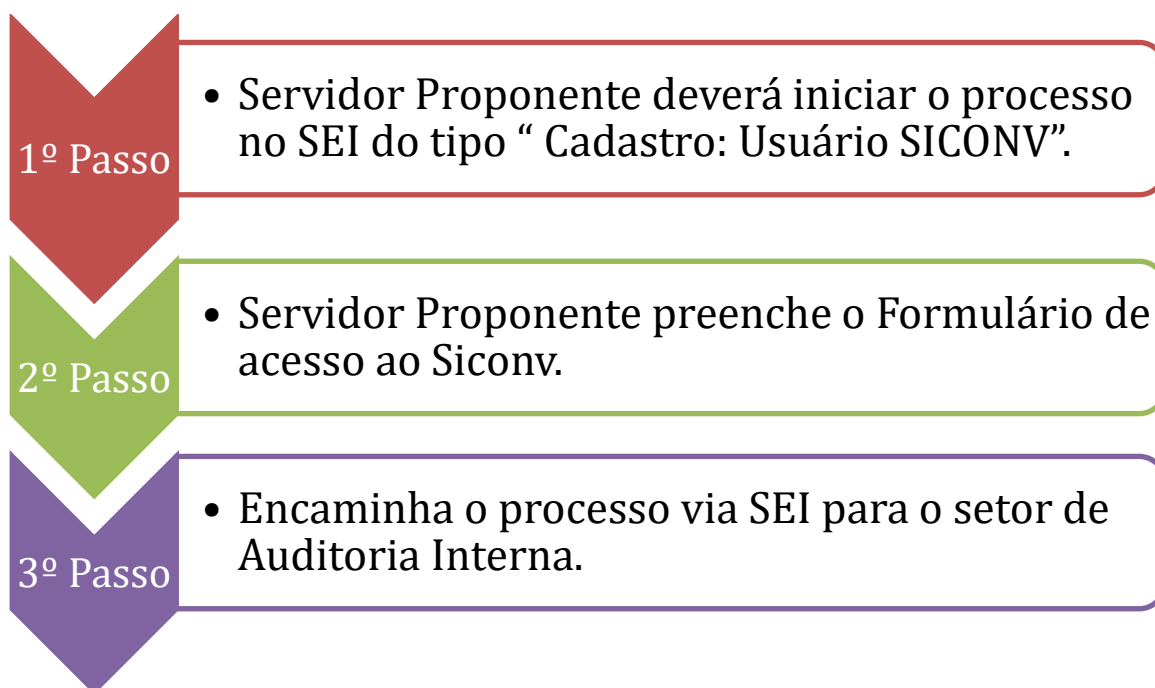 1º Passo
• Servidor Proponente deverá iniciar o processo
no SEI do tipo “ Cadastro: Usuário SICONV”.
2º Passo
• Servidor Proponente preenche o Formulário de
acesso ao Siconv.
3º Passo
• Encaminha o processo via SEI para o setor de
Auditoria Interna.